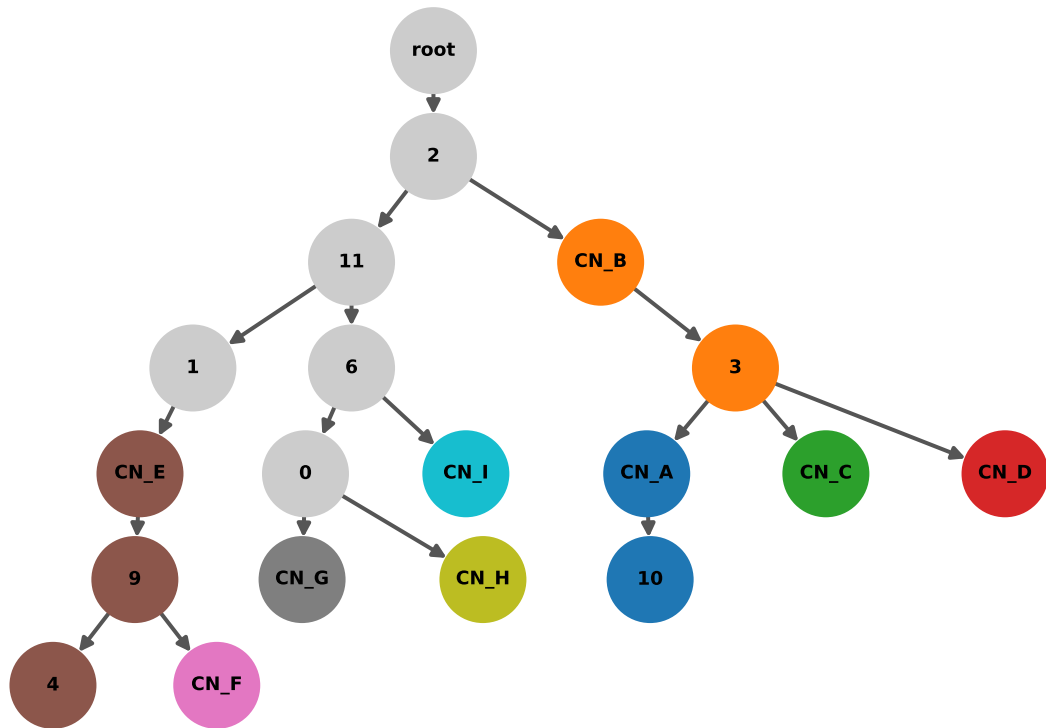 root
2
11
CN_B
1
6
3
CN_E
0
CN_I
CN_A
CN_C
CN_D
9
CN_G
CN_H
10
4
CN_F